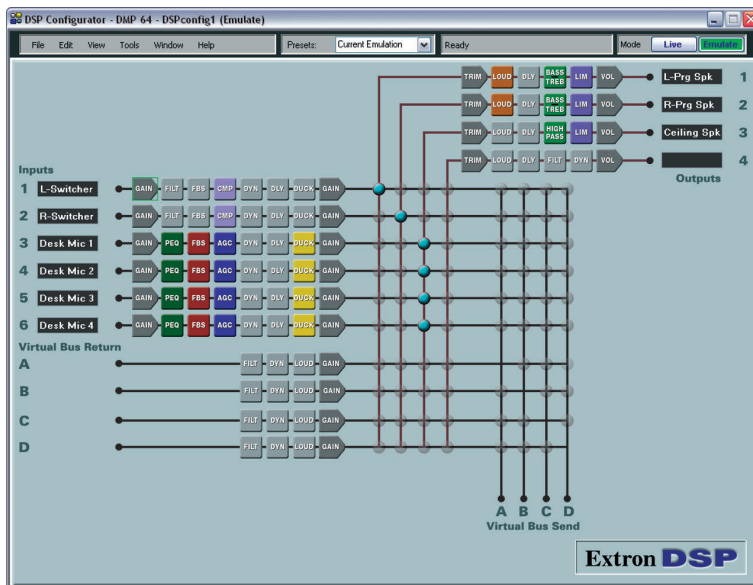 DSP Configurator - DMP 64 - DSPconfig1 (Emulate)
File Edit View Tools Window Help Presets: Current Emulation Ready Mode Live Emulate
TRIM LOUD DLY BASS TREB LIM VOL L-Prg Spk 1
TRIM LOUD DLY BASS TREB LIM VOL R-Prg Spk 2
TRIM LOUD DLY HIGH PASS LIM VOL Ceiling Spk 3
TRIM LOUD DLY FILT DYN VOL 4
Outputs
Inputs
1 L-Switcher GAIN FILT FBS CMP DYN DLY DUCK GAIN
2 R-Switcher GAIN FILT FBS CMP DYN DLY DUCK GAIN
3 Desk Mic 1 GAIN PEQ FBS AGC DYN DLY DUCK GAIN
4 Desk Mic 2 GAIN PEQ FBS AGC DYN DLY DUCK GAIN
5 Desk Mic 3 GAIN PEQ FBS AGC DYN DLY DUCK GAIN
6 Desk Mic 4 GAIN PEQ FBS AGC DYN DLY DUCK GAIN
Virtual Bus Return
A FILT DYN LOUD GAIN
B FILT DYN LOUD GAIN
C FILT DYN LOUD GAIN
D FILT DYN LOUD GAIN
A B C D
Virtual Bus Send
Extron DSP